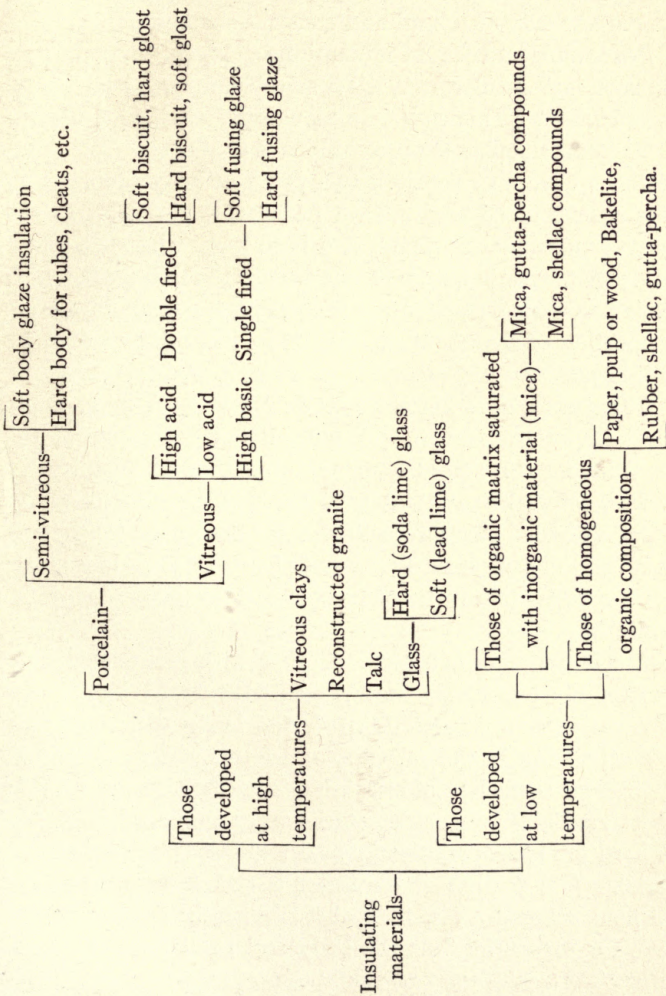 Insulating
materials—
Those
developed
at high
temperatures—
Porcelain—
Semi-vitreous—
Soft body glaze insulation
Hard body for tubes, cleats, etc.
Vitreous—
High acid Double fired—
Soft biscuit, hard glost
Hard biscuit, soft glost
Low acid
High basic Single fired —
Soft fusing glaze
Hard fusing glaze
Vitreous clays
Reconstructed granite
Talc
Glass—
Hard (soda lime) glass
Soft (lead lime) glass
Those
developed
at low
temperatures—
Those of organic matrix saturated
with inorganic material (mica)—
Mica, gutta-percha compounds
Mica, shellac compounds
Those of homogeneous
organic composition—
Paper, pulp or wood, Bakelite,
Rubber, shellac, gutta-percha.